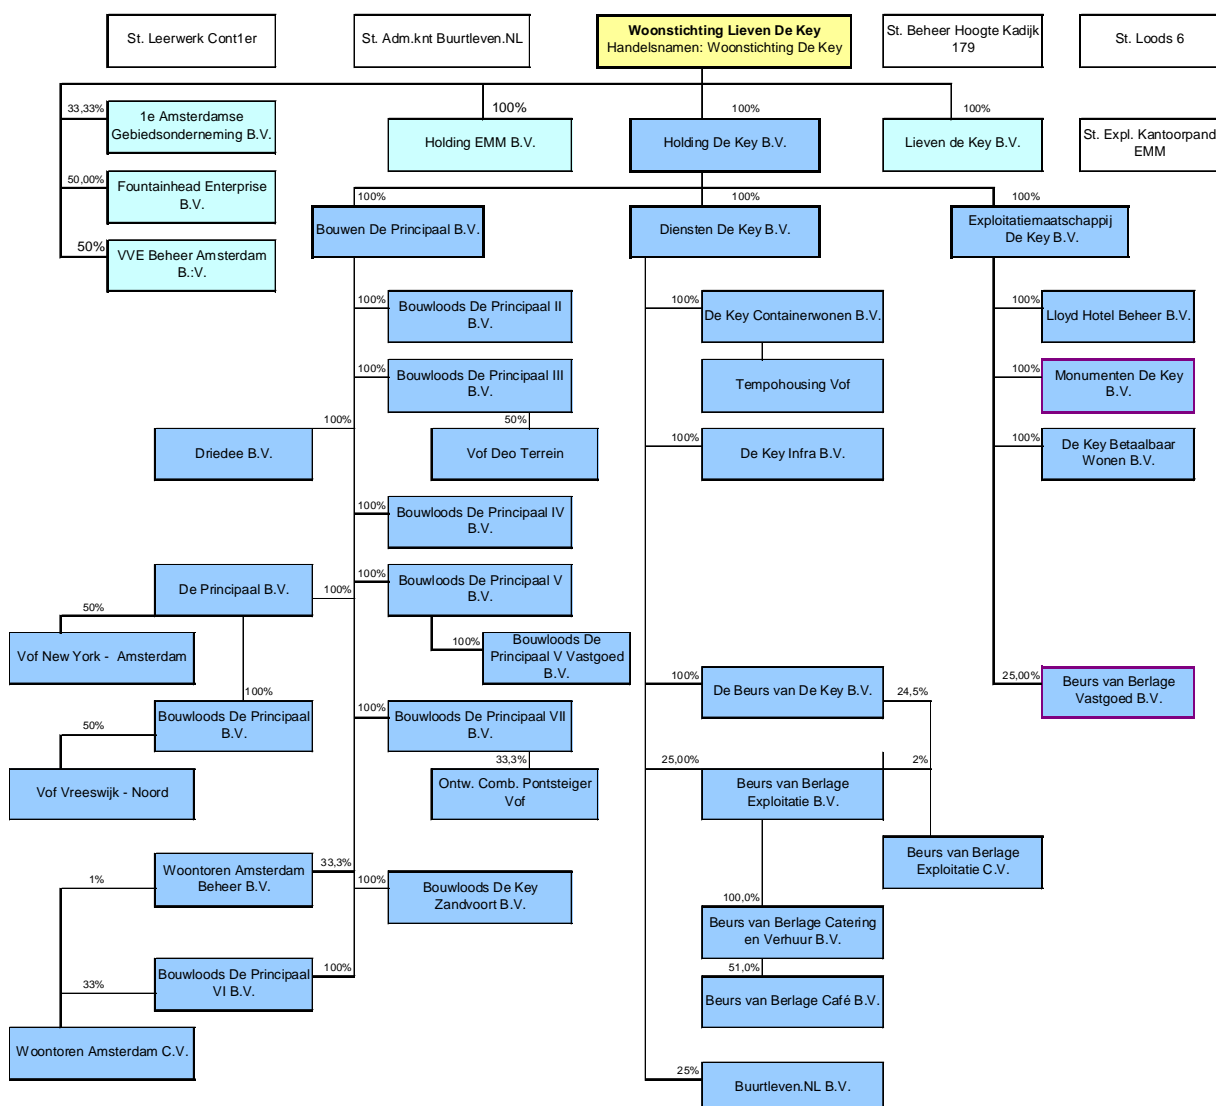 St. Leerwerk Cont1er
St. Adm.knt Buurtleven.NL
Woonstichting Lieven De Key
Handelsnamen: Woonstichting De Key
St. Beheer Hoogte Kadijk
179
St. Loods 6
33,33%
1e Amsterdamse
Gebiedsonderneming B.V.
100%
Holding EMM B.V.
100%
Holding De Key B.V.
100%
Lieven de Key B.V.
St. Expl. Kantoorpand
EMM
50,00%
Fountainhead Enterprise
B.V.
50%
VVE Beheer Amsterdam
B.:V.
100%
Bouwen De Principaal B.V.
100%
Diensten De Key B.V.
100%
Exploitatiemaatschappij
De Key B.V.
100%
Bouwloods De Principaal II
B.V.
100%
De Key Containerwonen B.V.
100%
Lloyd Hotel Beheer B.V.
100%
Bouwloods De Principaal III
B.V.
Tempohousing Vof
100%
Monumenten De Key
B.V.
100%
Driedee B.V.
50%
Vof Deo Terrein
100%
De Key Infra B.V.
100%
De Key Betaalbaar
Wonen B.V.
100%
Bouwloods De Principaal IV
B.V.
De Principaal B.V.
100%
100%
Bouwloods De Principaal V
B.V.
50%
Vof New York -  Amsterdam
100%
Bouwloods De
Principaal V Vastgoed
B.V.
100%
De Beurs van De Key B.V.
24,5%
25,00%
Beurs van Berlage
Vastgoed B.V.
100%
Bouwloods De Principaal
B.V.
100%
Bouwloods De Principaal VII
B.V.
50%
Vof Vreeswijk - Noord
33,3%
Ontw. Comb. Pontsteiger
Vof
25,00%
Beurs van Berlage
Exploitatie B.V.
2%
Beurs van Berlage
Exploitatie C.V.
Woontoren Amsterdam
Beheer B.V.
33,3%
1%
100%
Bouwloods De Key
Zandvoort B.V.
100,0%
Beurs van Berlage Catering
en Verhuur B.V.
Bouwloods De Principaal
VI B.V.
100%
33%
51,0%
Beurs van Berlage Café B.V.
Woontoren Amsterdam C.V.
25%
Buurtleven.NL B.V.